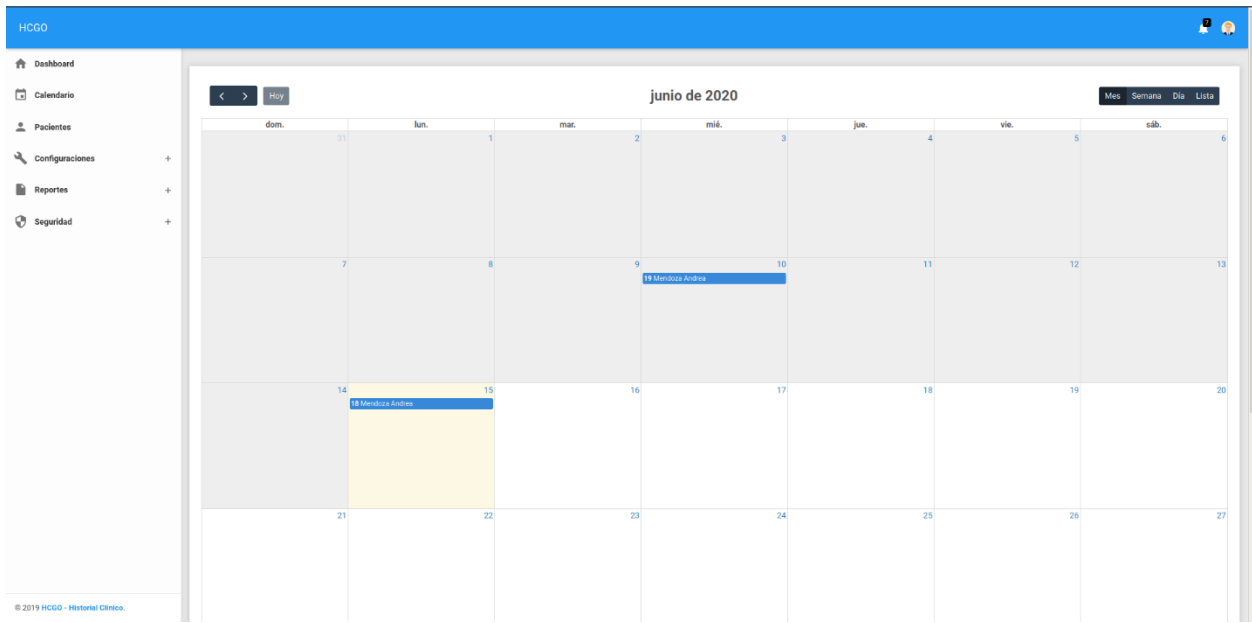 HCGO
7
Dashboard
Calendario
Pacientes
Configuraciones +
Reportes +
Seguridad +
© 2019 HCGO - Historial Clínico.
< > Hoy
junio de 2020
Mes Semana Día Lista
dom. lun. mar. mié. jue. vie. sáb.
31 1 2 3 4 5 6
7 8 9 10 11 12 13
19 Mendoza Andrea
14 15 16 17 18 19 20
18 Mendoza Andrea
21 22 23 24 25 26 27